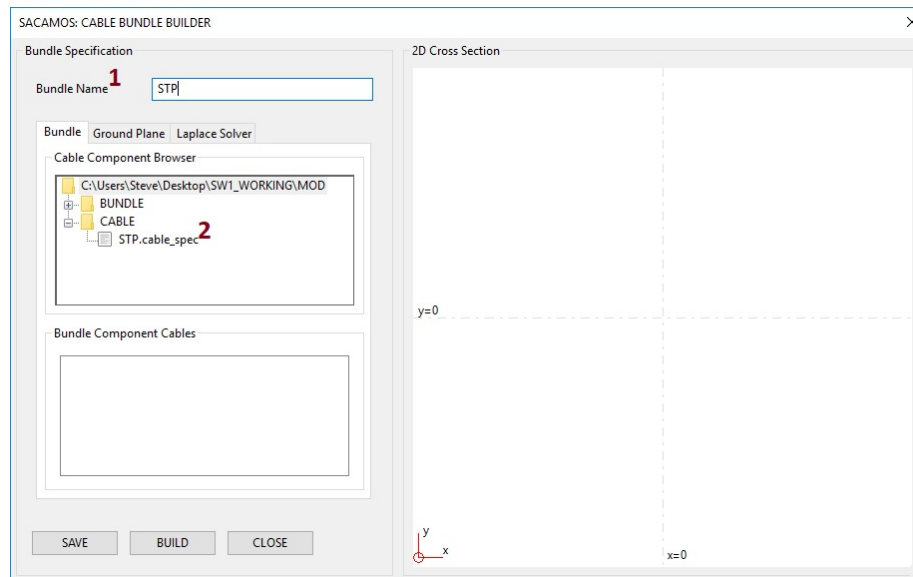 SACAMOS: CABLE BUNDLE BUILDER
Bundle Specification
Bundle Name 1 STP
Bundle Ground Plane Laplace Solver
Cable Component Browser
C:\Users\Steve\Desktop\SW1_WORKING\MOD
BUNDLE
CABLE
STP.cable_spec 2
Bundle Component Cables
SAVE BUILD CLOSE
2D Cross Section
y=0
y
x
x=0